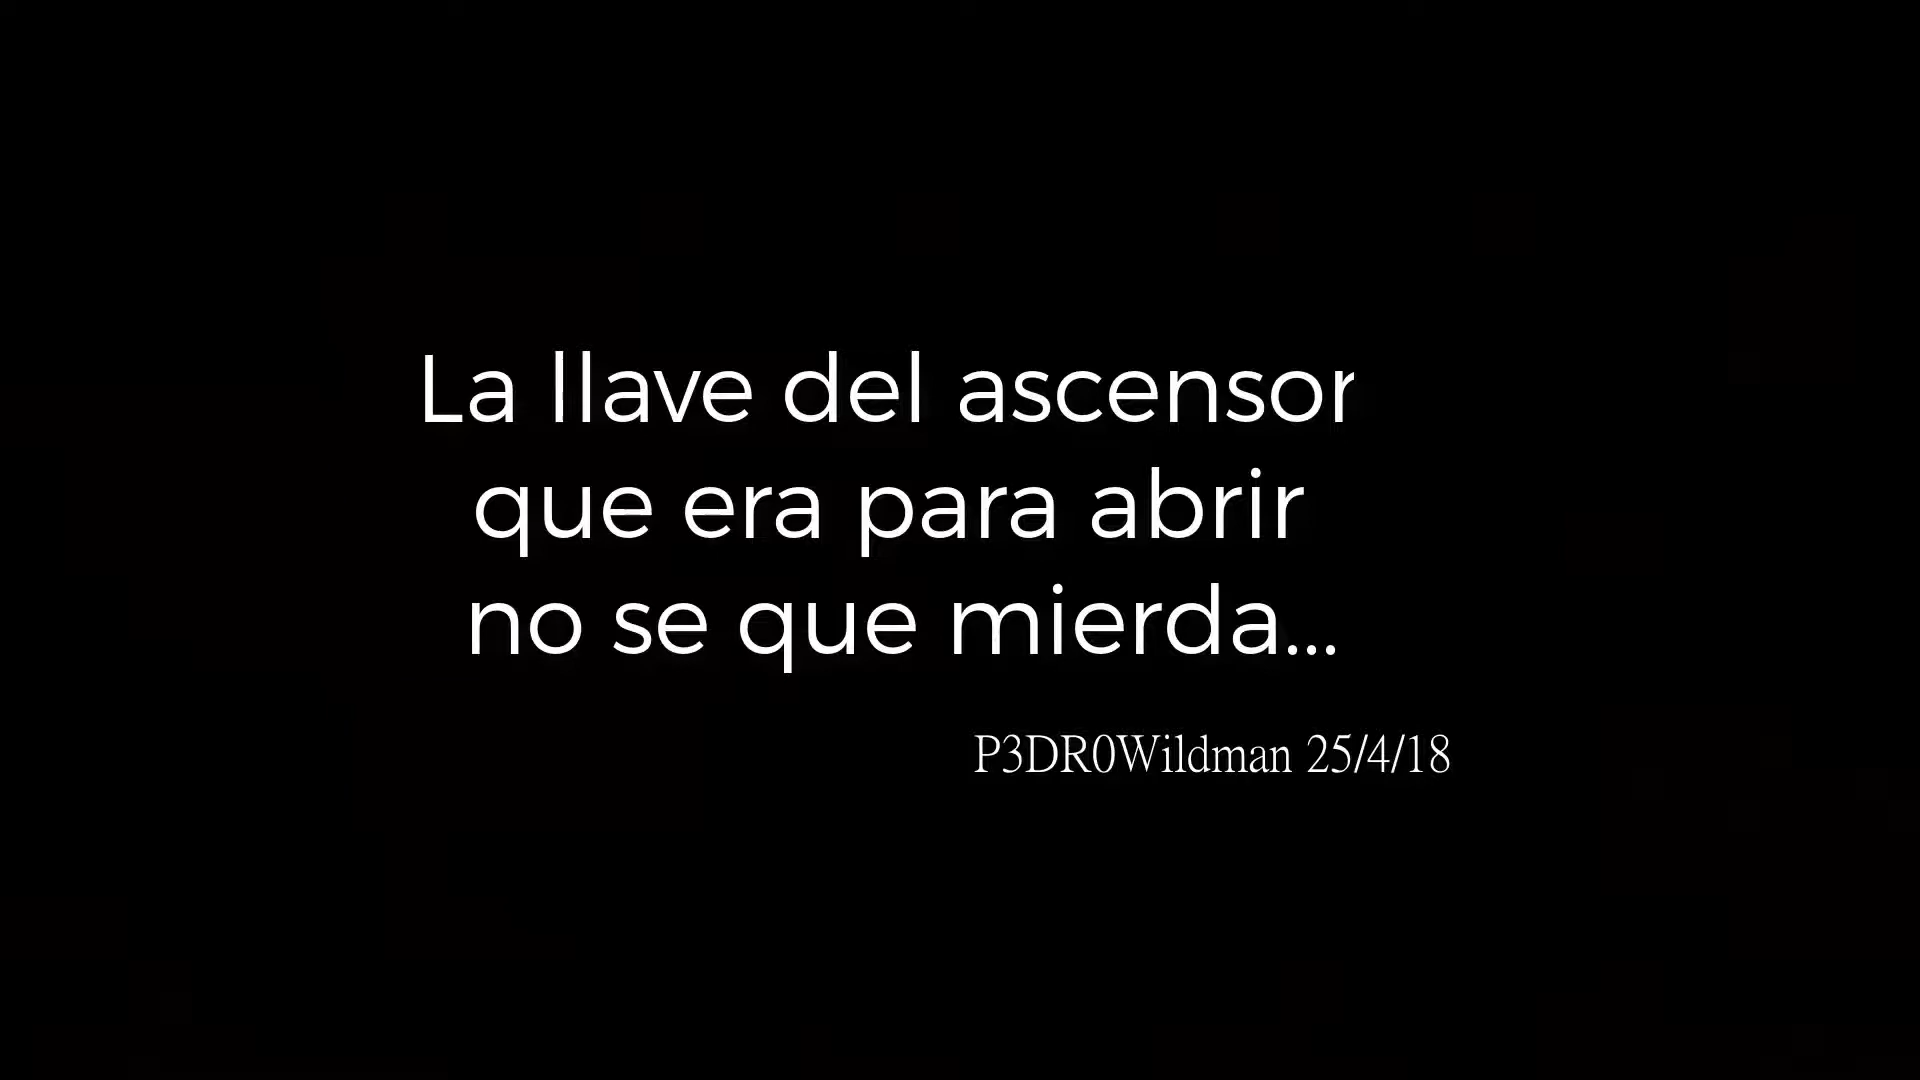 La llave del ascensor
que era para abrir
no se que mierda...
P3DR0Wildman 25/4/18